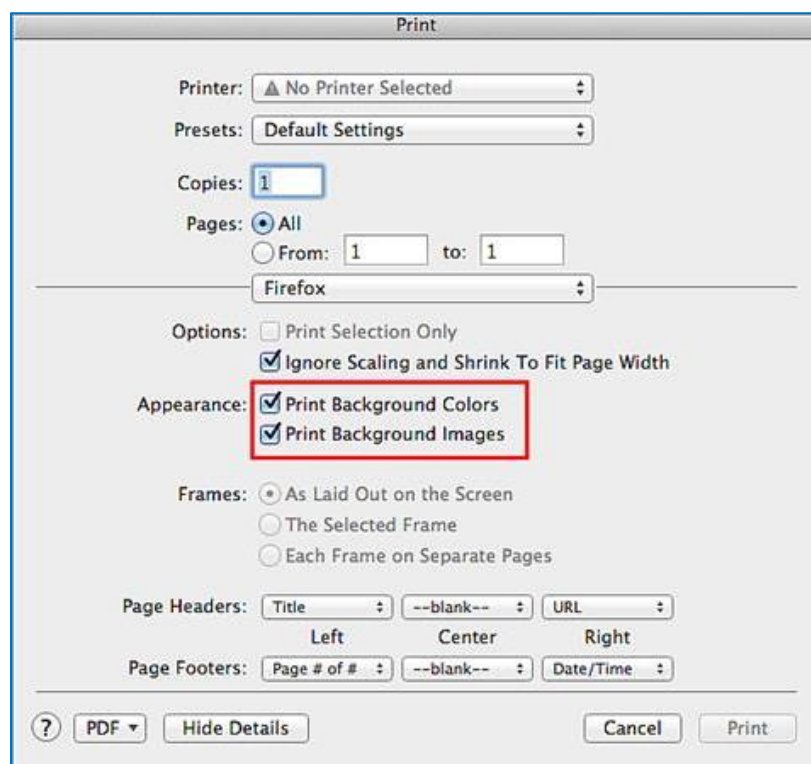 Print
Printer: No Printer Selected
Presets: Default Settings
Copies: 1
Pages: All
From: 1 to: 1
Firefox
Options: Print Selection Only
Ignore Scaling and Shrink To Fit Page Width
Appearance: Print Background Colors
Print Background Images
Frames: As Laid Out on the Screen
The Selected Frame
Each Frame on Separate Pages
Page Headers: Title --blank-- URL
Left Center Right
Page Footers: Page # of # --blank-- Date/Time
? PDF Hide Details Cancel Print